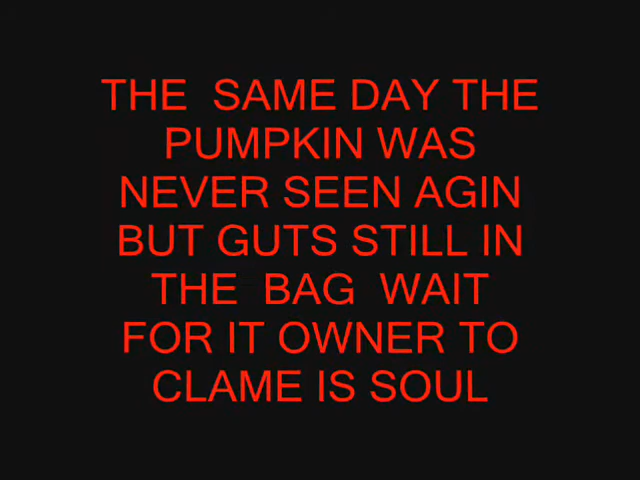 THE  SAME DAY THE
PUMPKIN WAS
NEVER SEEN AGIN
BUT GUTS STILL IN
THE  BAG  WAIT
FOR IT OWNER TO
CLAME IS SOUL